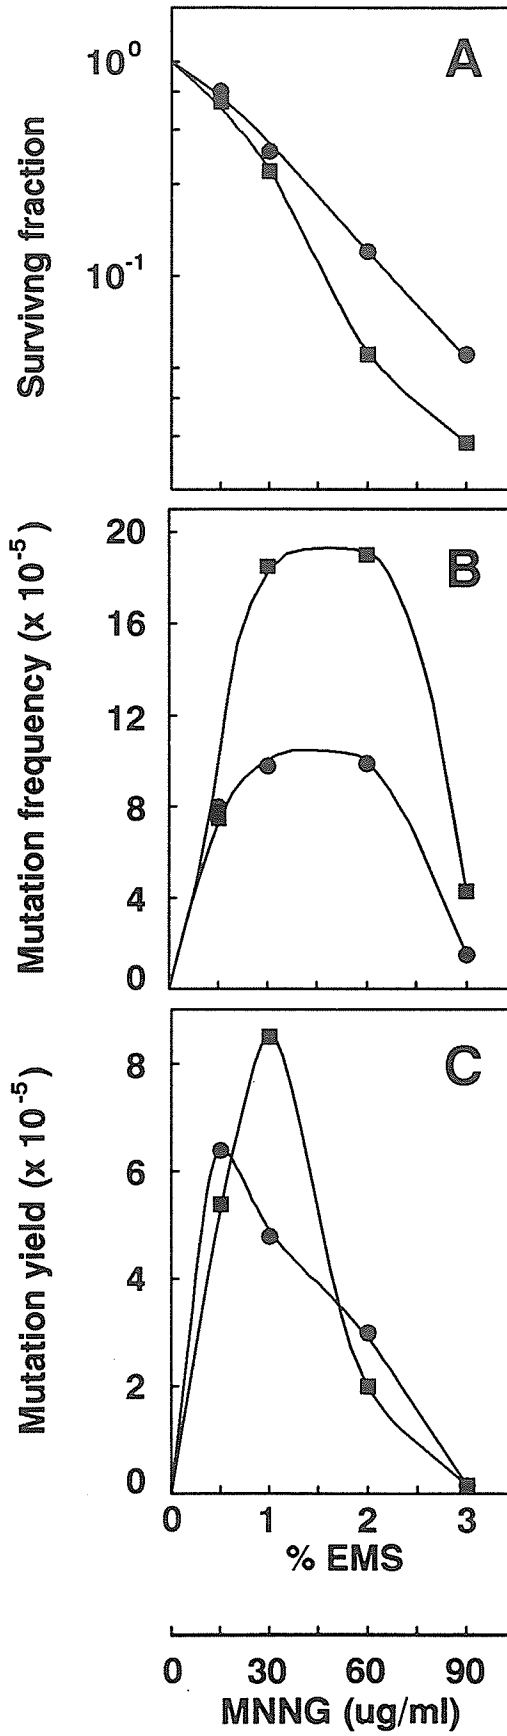 A
10⁰
10⁻¹
Survivng fraction
B
20
16
12
8
4
0
Mutation frequency (x 10⁻⁵)
C
8
6
4
2
0
Mutation yield (x 10⁻⁵)
0 1 2 3
% EMS
0 30 60 90
MNNG (ug/ml)